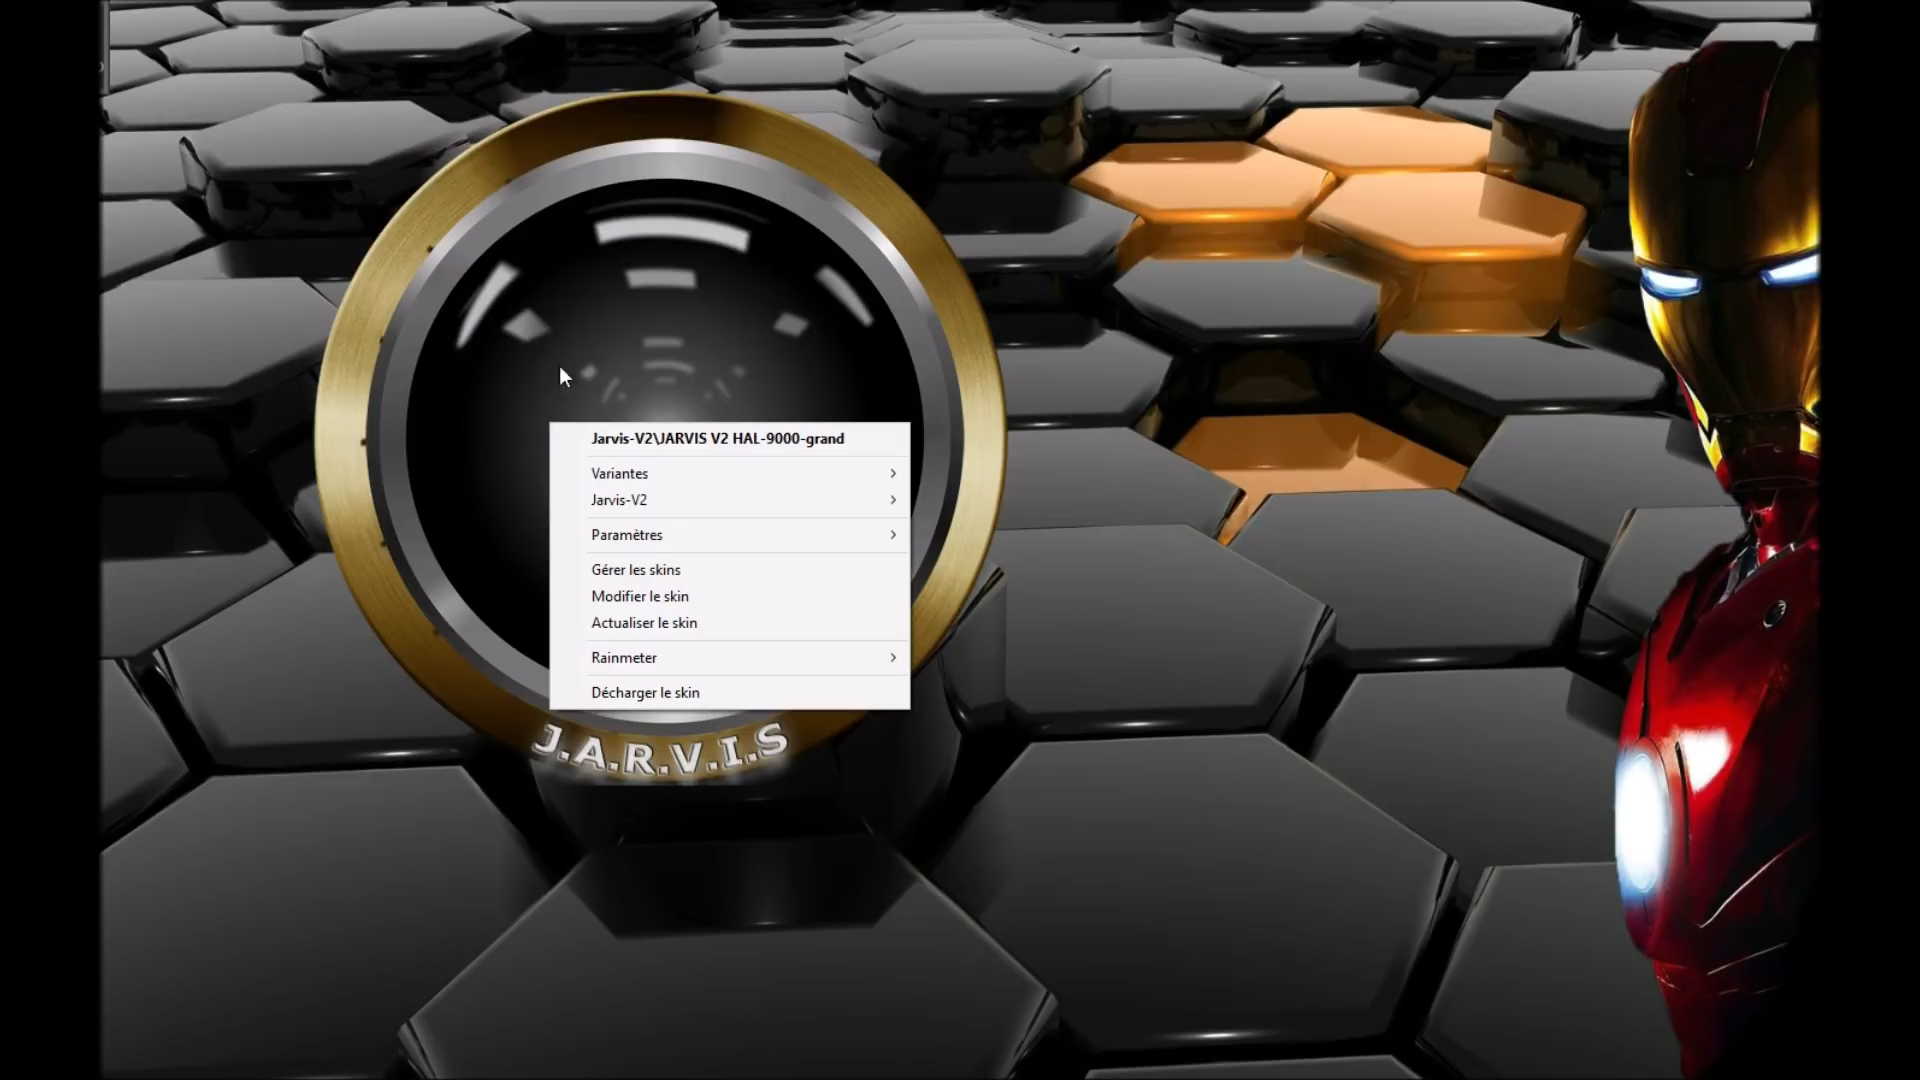 Jarvis-V2\JARVIS V2 HAL-9000-grand
Variantes
Jarvis-V2
Paramètres
Gérer les skins
Modifier le skin
Actualiser le skin
Rainmeter
Décharger le skin
J.A.R.V.I.S